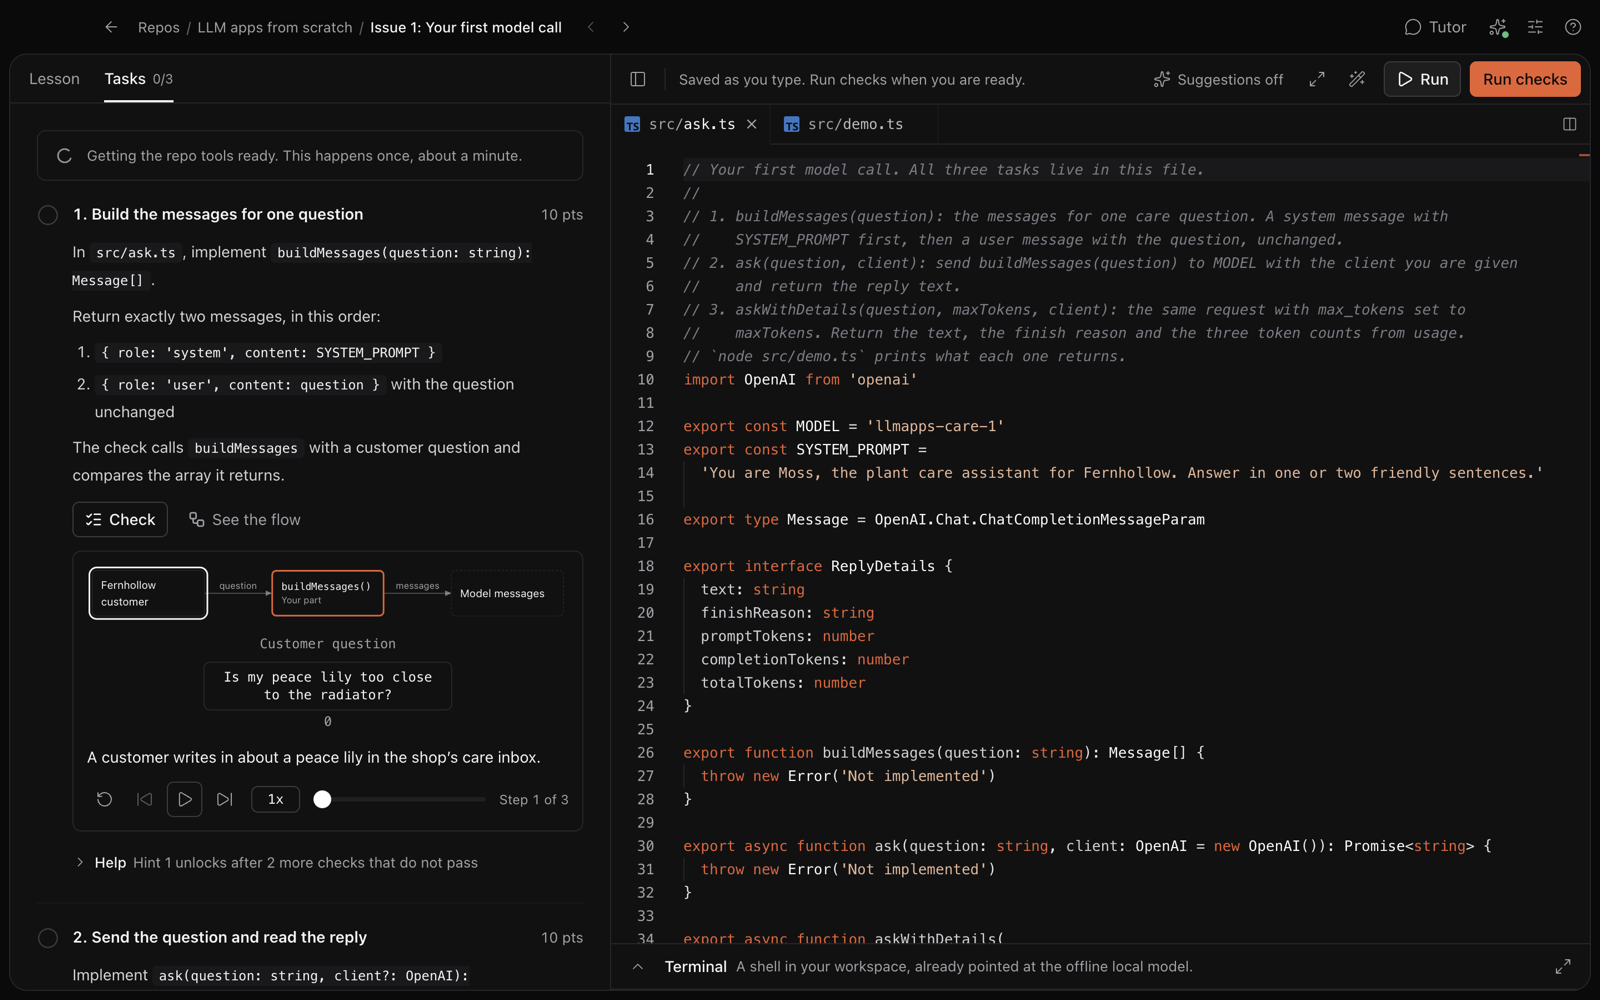 Repos / LLM apps from scratch / Issue 1: Your first model call
Tutor
Lesson
Tasks 0/3
Getting the repo tools ready. This happens once, about a minute.
1. Build the messages for one question
10 pts
In src/ask.ts , implement buildMessages(question: string):
Message[] .
Return exactly two messages, in this order:
1. { role: 'system', content: SYSTEM_PROMPT }
2. { role: 'user', content: question } with the question
unchanged
The check calls buildMessages with a customer question and
compares the array it returns.
Check
See the flow
Fernhollow
customer
question
buildMessages()
Your part
messages
Model messages
Customer question
Is my peace lily too close
to the radiator?
0
A customer writes in about a peace lily in the shop's care inbox.
1x
Step 1 of 3
Help Hint 1 unlocks after 2 more checks that do not pass
2. Send the question and read the reply
10 pts
Implement ask(question: string, client?: OpenAI):
Saved as you type. Run checks when you are ready.
Suggestions off
Run
Run checks
TS src/ask.ts
TS src/demo.ts
1 // Your first model call. All three tasks live in this file.
2 //
3 // 1. buildMessages(question): the messages for one care question. A system message with
4 //    SYSTEM_PROMPT first, then a user message with the question, unchanged.
5 // 2. ask(question, client): send buildMessages(question) to MODEL with the client you are given
6 //    and return the reply text.
7 // 3. askWithDetails(question, maxTokens, client): the same request with max_tokens set to
8 //    maxTokens. Return the text, the finish reason and the three token counts from usage.
9 // `node src/demo.ts` prints what each one returns.
10 import OpenAI from 'openai'
11
12 export const MODEL = 'llmapps-care-1'
13 export const SYSTEM_PROMPT =
14   'You are Moss, the plant care assistant for Fernhollow. Answer in one or two friendly sentences.'
15
16 export type Message = OpenAI.Chat.ChatCompletionMessageParam
17
18 export interface ReplyDetails {
19   text: string
20   finishReason: string
21   promptTokens: number
22   completionTokens: number
23   totalTokens: number
24 }
25
26 export function buildMessages(question: string): Message[] {
27   throw new Error('Not implemented')
28 }
29
30 export async function ask(question: string, client: OpenAI = new OpenAI()): Promise<string> {
31   throw new Error('Not implemented')
32 }
33
34 export async function askWithDetails(
Terminal A shell in your workspace, already pointed at the offline local model.